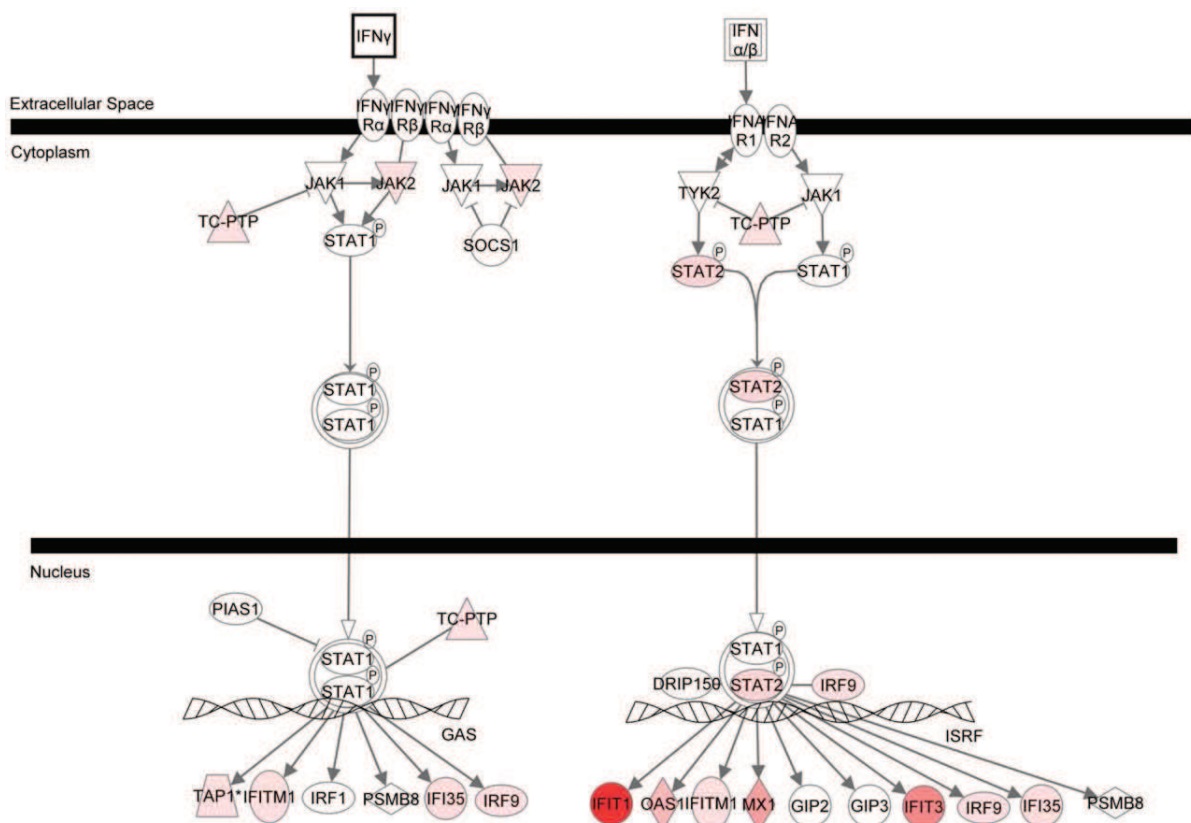 IFNγ
IFN
α/β
Extracellular Space
IFNγ
Rα
IFNγ
Rβ
IFNγ
Rα
IFNγ
Rβ
IFNA
R1
IFNA
R2
Cytoplasm
JAK1
JAK2
JAK1
JAK2
TYK2
JAK1
TC-PTP
TC-PTP
P
STAT1
SOCS1
P
STAT2
P
STAT1
P
STAT1
P
STAT1
P
STAT2
P
STAT1
Nucleus
PIAS1
TC-PTP
P
STAT1
P
STAT1
P
STAT1
P
DRIP150
STAT2
IRF9
GAS
ISRF
TAP1*
IFITM1
IRF1
PSMB8
IFI35
IRF9
IFIT1
OAS1
IFITM1
MX1
GIP2
GIP3
IFIT3
IRF9
IFI35
PSMB8